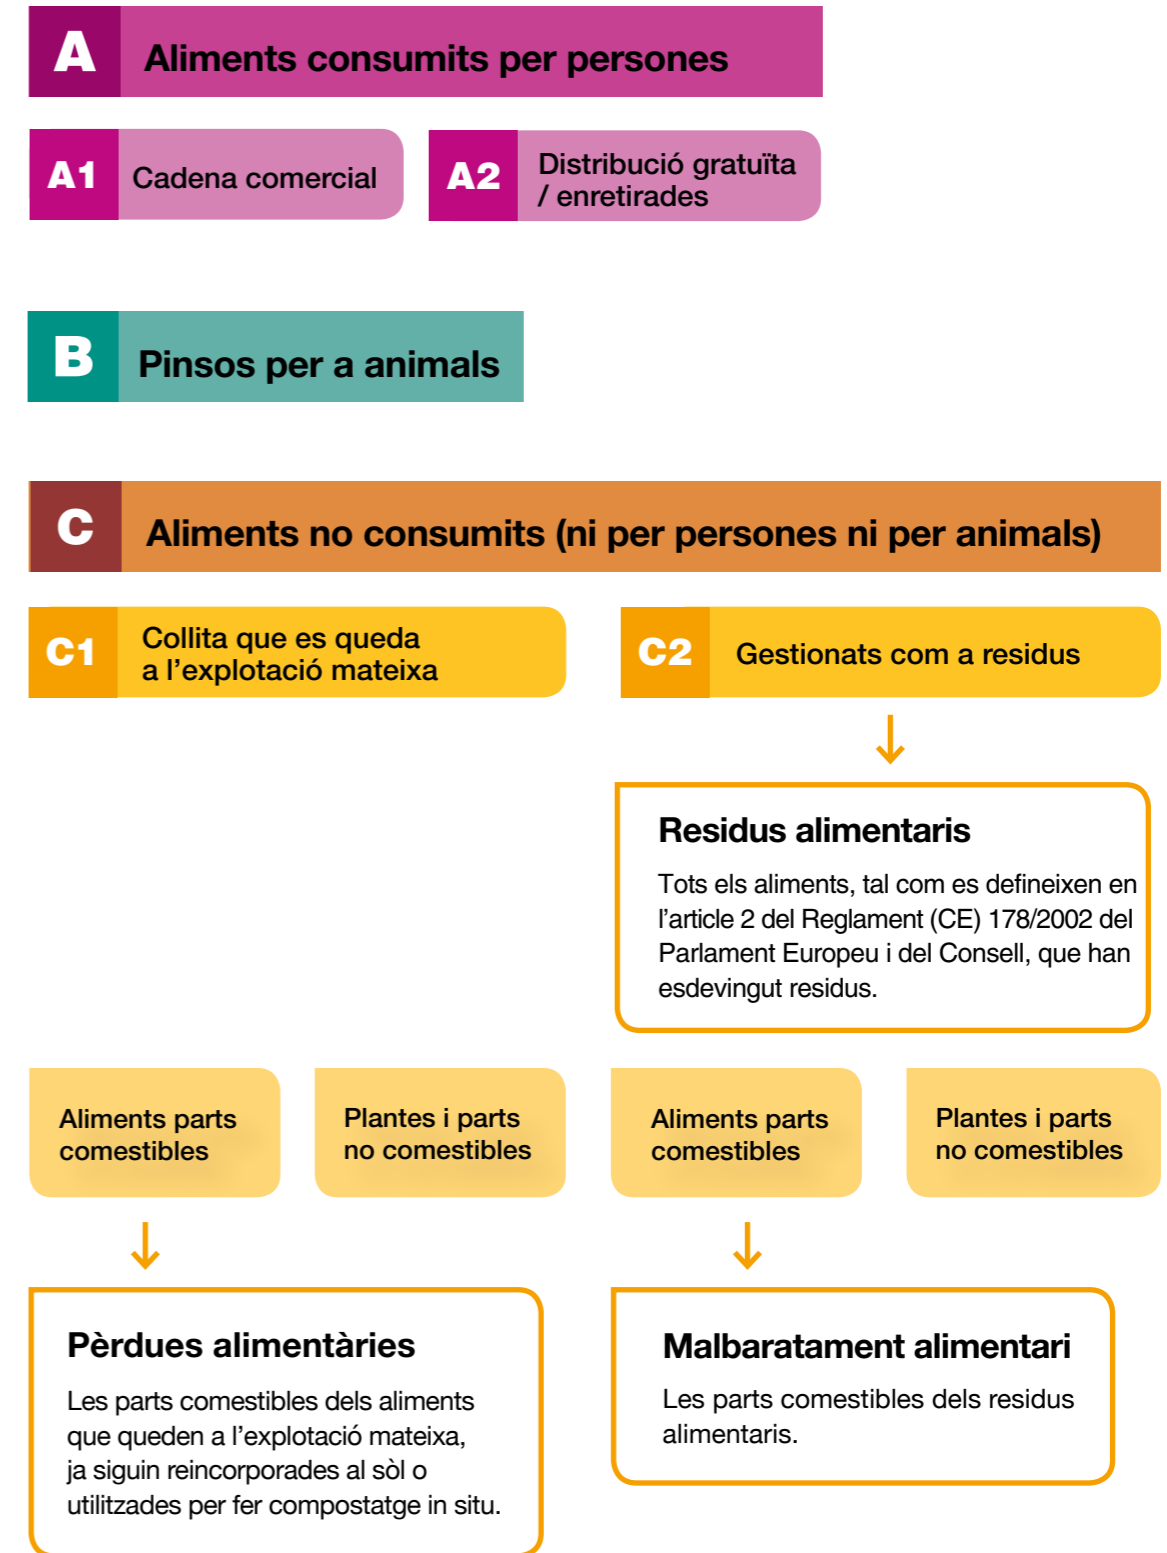 A
Aliments consumits per persones
A1
Cadena comercial
A2
Distribució gratuïta
/ enretirades
B
Pinsos per a animals
C
Aliments no consumits (ni per persones ni per animals)
C1
Collita que es queda
a l’explotació mateixa
C2
Gestionats com a residus
Residus alimentaris
Tots els aliments, tal com es defineixen en
l’article 2 del Reglament (CE) 178/2002 del
Parlament Europeu i del Consell, que han
esdevingut residus.
Aliments parts
comestibles
Plantes i parts
no comestibles
Aliments parts
comestibles
Plantes i parts
no comestibles
Pèrdues alimentàries
Les parts comestibles dels aliments
que queden a l’explotació mateixa,
ja siguin reincorporades al sòl o
utilitzades per fer compostatge in situ.
Malbaratament alimentari
Les parts comestibles dels residus
alimentaris.